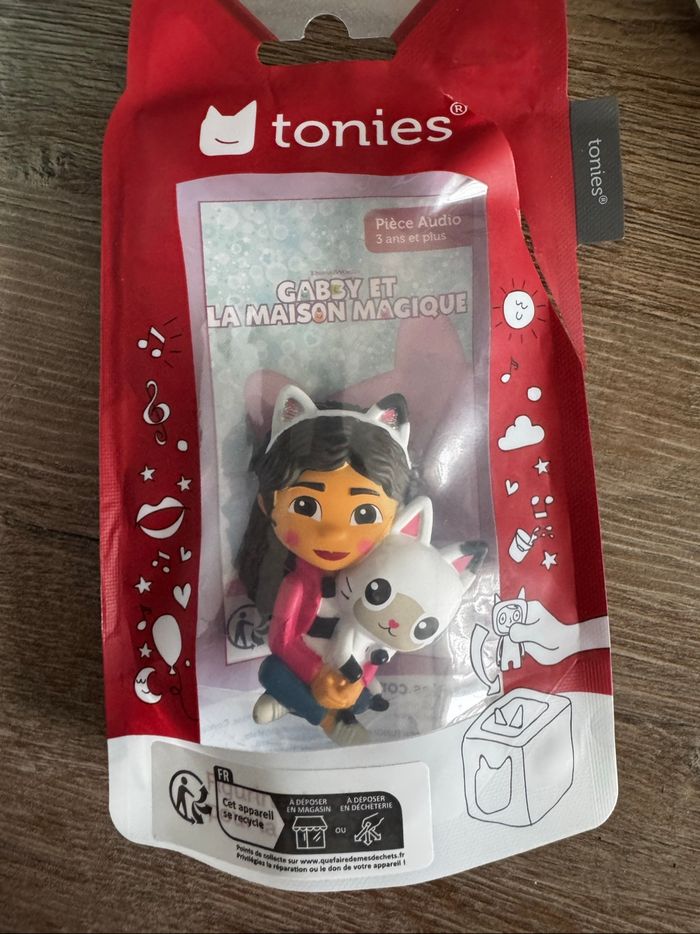 tonies®
tonies®
Pièce Audio
3 ans et plus
GABBY ET
LA MAISON MAGIQUE
FR
Cet appareil
se recycle
À DÉPOSER
EN MAGASIN
OU
À DÉPOSER
EN DÉCHÈTERIE
Points de collecte sur www.quefairedemesdechets.fr
Privilégiez la réparation ou le don de votre appareil !